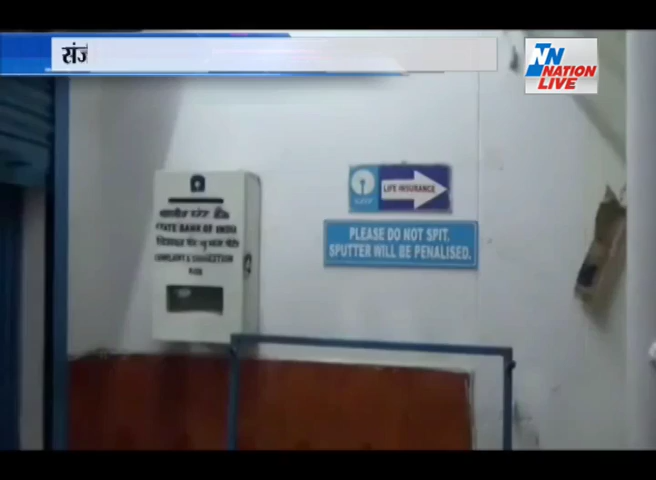 संज
TN
NATION
LIVE
LIFE INSURANCE
PLEASE DO NOT SPIT.
SPUTTER WILL BE PENALISED.
STATE BANK OF INDIA
COMPLAINT & SUGGESTION
BOX